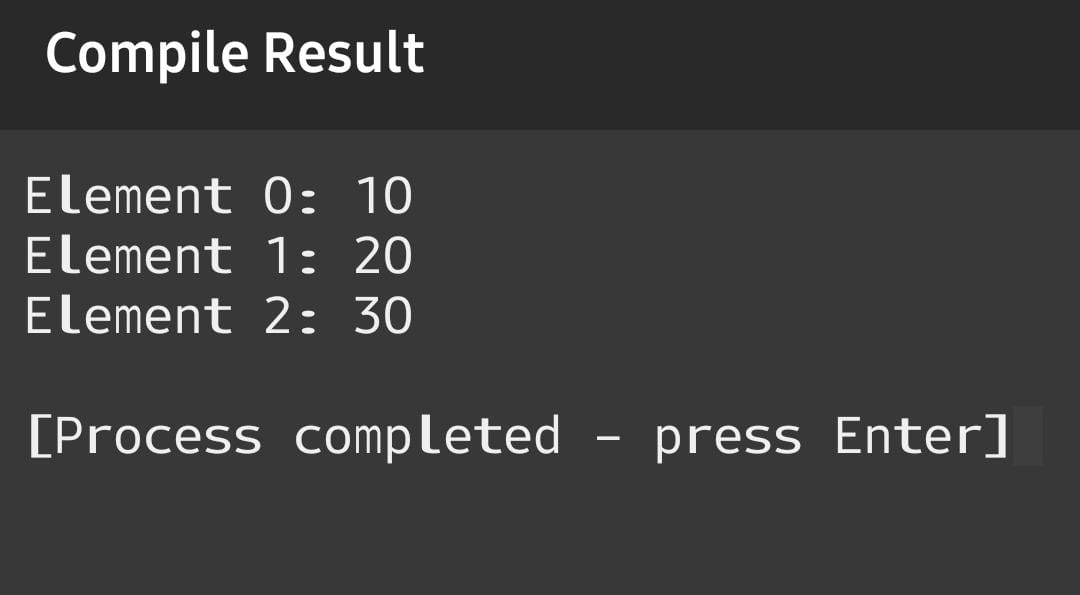 Compile Result
Element 0: 10
Element 1: 20
Element 2: 30
[Process completed - press Enter]